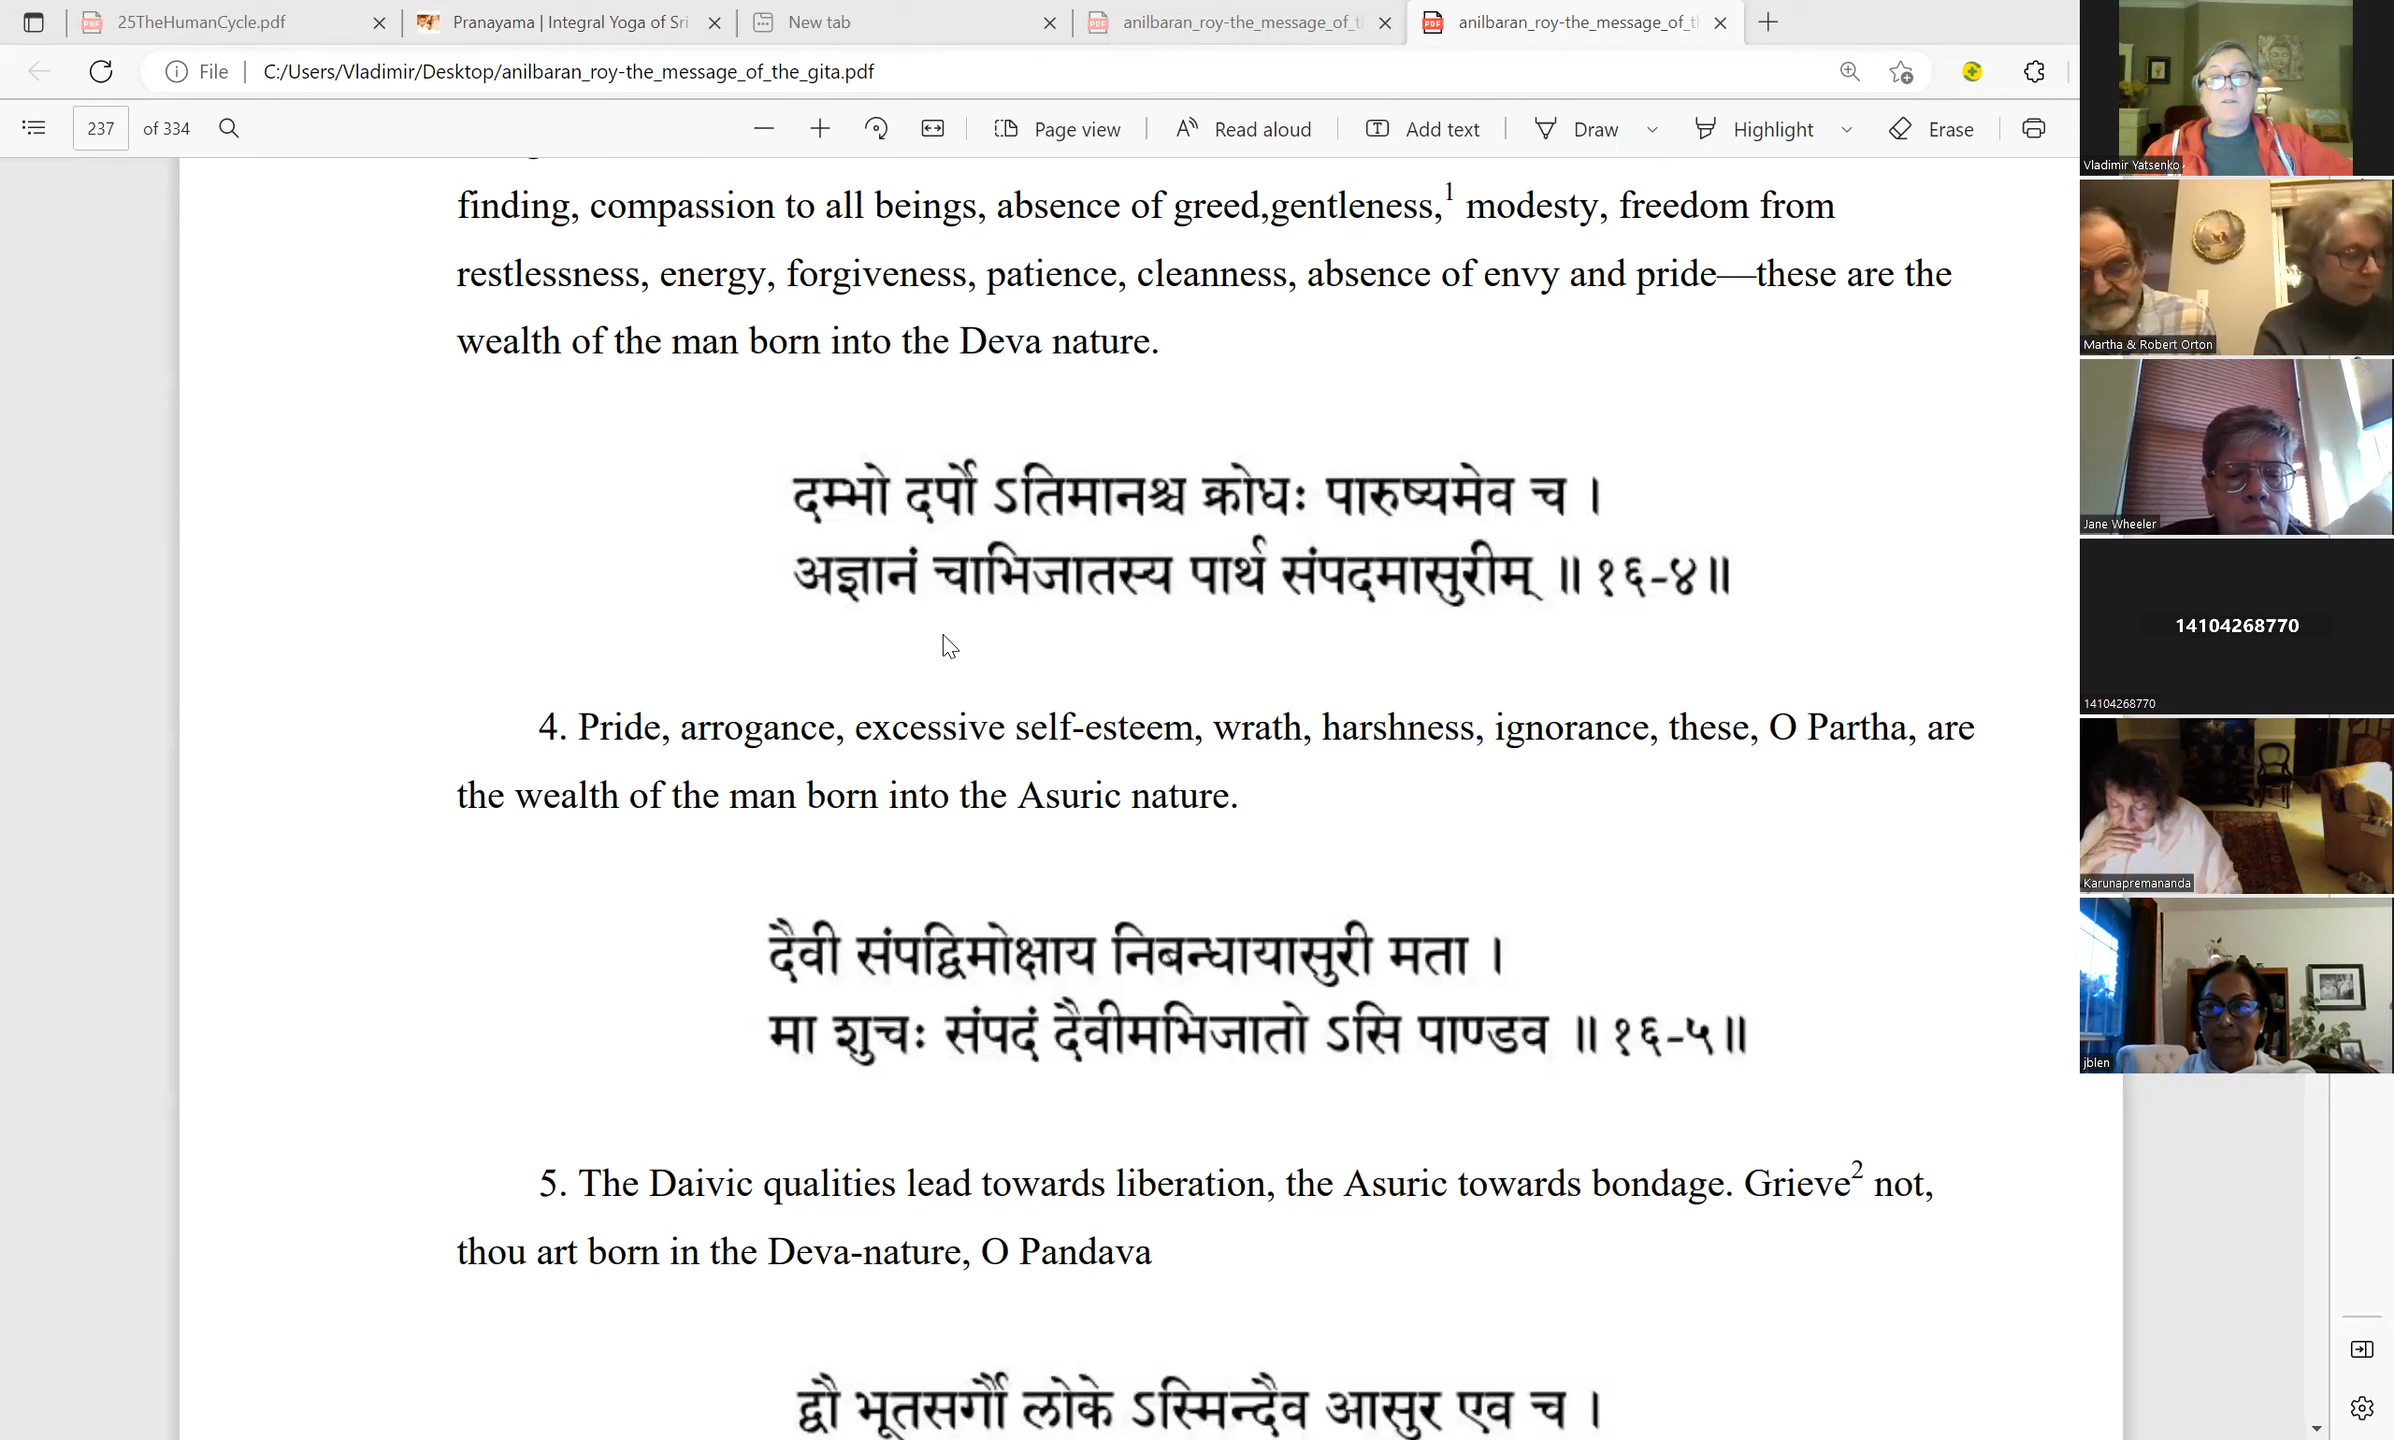 25TheHumanCycle.pdf
Pranayama | Integral Yoga of Sri
New tab
anilbaran_roy-the_message_of_t
anilbaran_roy-the_message_of_t
File
C:/Users/Vladimir/Desktop/anilbaran_roy-the_message_of_the_gita.pdf
237 of 334
Page view
Read aloud
Add text
Draw
Highlight
Erase
finding, compassion to all beings, absence of greed,gentleness,1 modesty, freedom from
restlessness, energy, forgiveness, patience, cleanness, absence of envy and pride—these are the
wealth of the man born into the Deva nature.
दम्भो दर्पो ऽतिमानश्च क्रोधः पारुष्यमेव च ।
अज्ञानं चाभिजातस्य पार्थ संपदमासुरीम् ॥ १६-४॥
4. Pride, arrogance, excessive self-esteem, wrath, harshness, ignorance, these, O Partha, are
the wealth of the man born into the Asuric nature.
दैवी संपद्विमोक्षाय निबन्धायासुरी मता ।
मा शुचः संपदं दैवीमभिजातो ऽसि पाण्डव ॥ १६-५॥
5. The Daivic qualities lead towards liberation, the Asuric towards bondage. Grieve2 not,
thou art born in the Deva-nature, O Pandava
द्वौ भूतसर्गौ लोके ऽस्मिन्दैव आसुर एव च ।
Vladimir Yatsenko
Martha & Robert Orton
Jane Wheeler
14104268770
14104268770
Karunapremananda
jblen